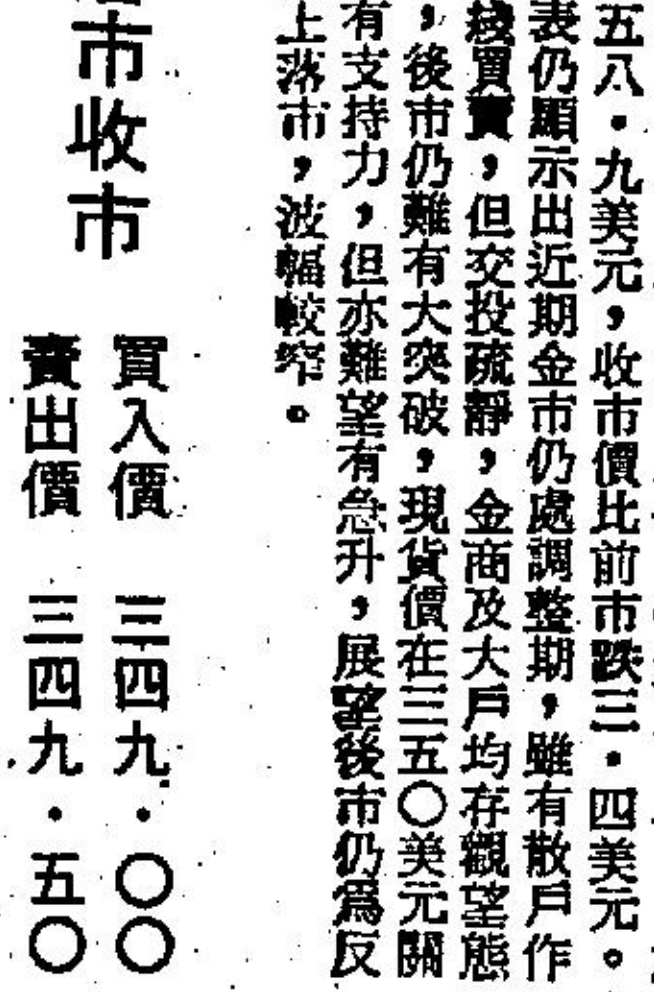 五八．九美元，收市價比前市跌三．四美元。
表仍顯示出近期金市仍處調整期，雖有散戶作
買賣，但交投疏靜，金商及大戶均存觀望態
，後市仍難有大突破，現貨價在三五〇美元關
有支持力，但亦難望有急升，展望後市仍爲反
上落市，波幅較窄。
市收市
買入價 三四九．〇〇
賣出價 三四九．五〇